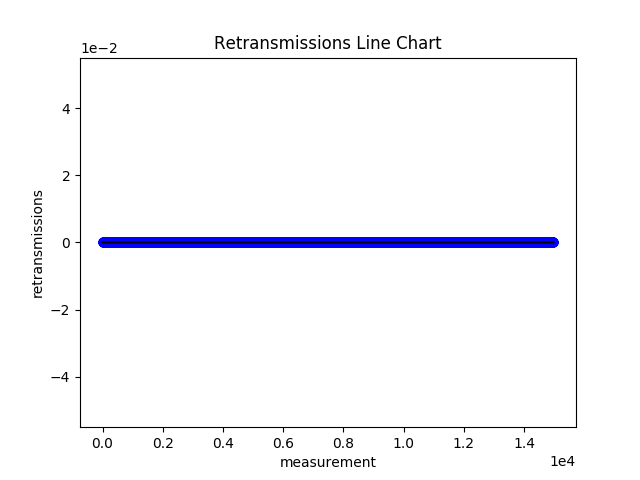 Retransmissions Line Chart
1e−2
4
2
0
−2
−4
retransmissions
0.0 0.2 0.4 0.6 0.8 1.0 1.2 1.4
measurement
1e4